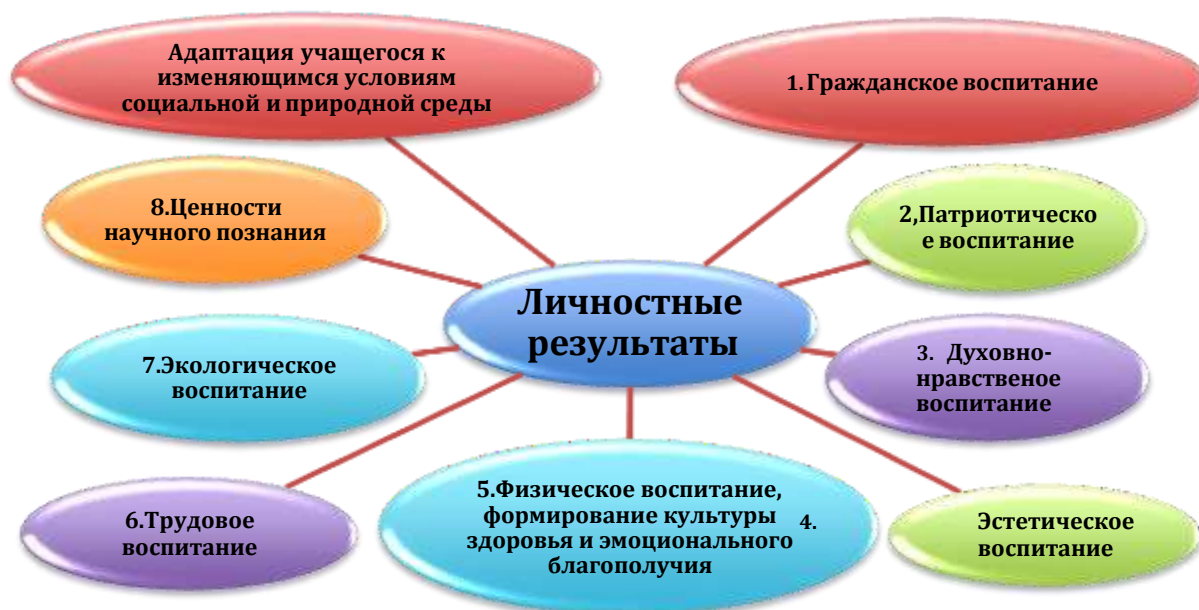 Адаптация учащегося к
изменяющимся условиям
социальной и природной среды
1. Гражданское воспитание
8.Ценности
научного познания
2,Патриотическо
е воспитание
Личностные
результаты
7.Экологическое
воспитание
3. Духовно-
нравственое
воспитание
6.Трудовое
воспитание
5.Физическое воспитание,
формирование культуры
здоровья и эмоционального
благополучия
4.
Эстетическое
воспитание